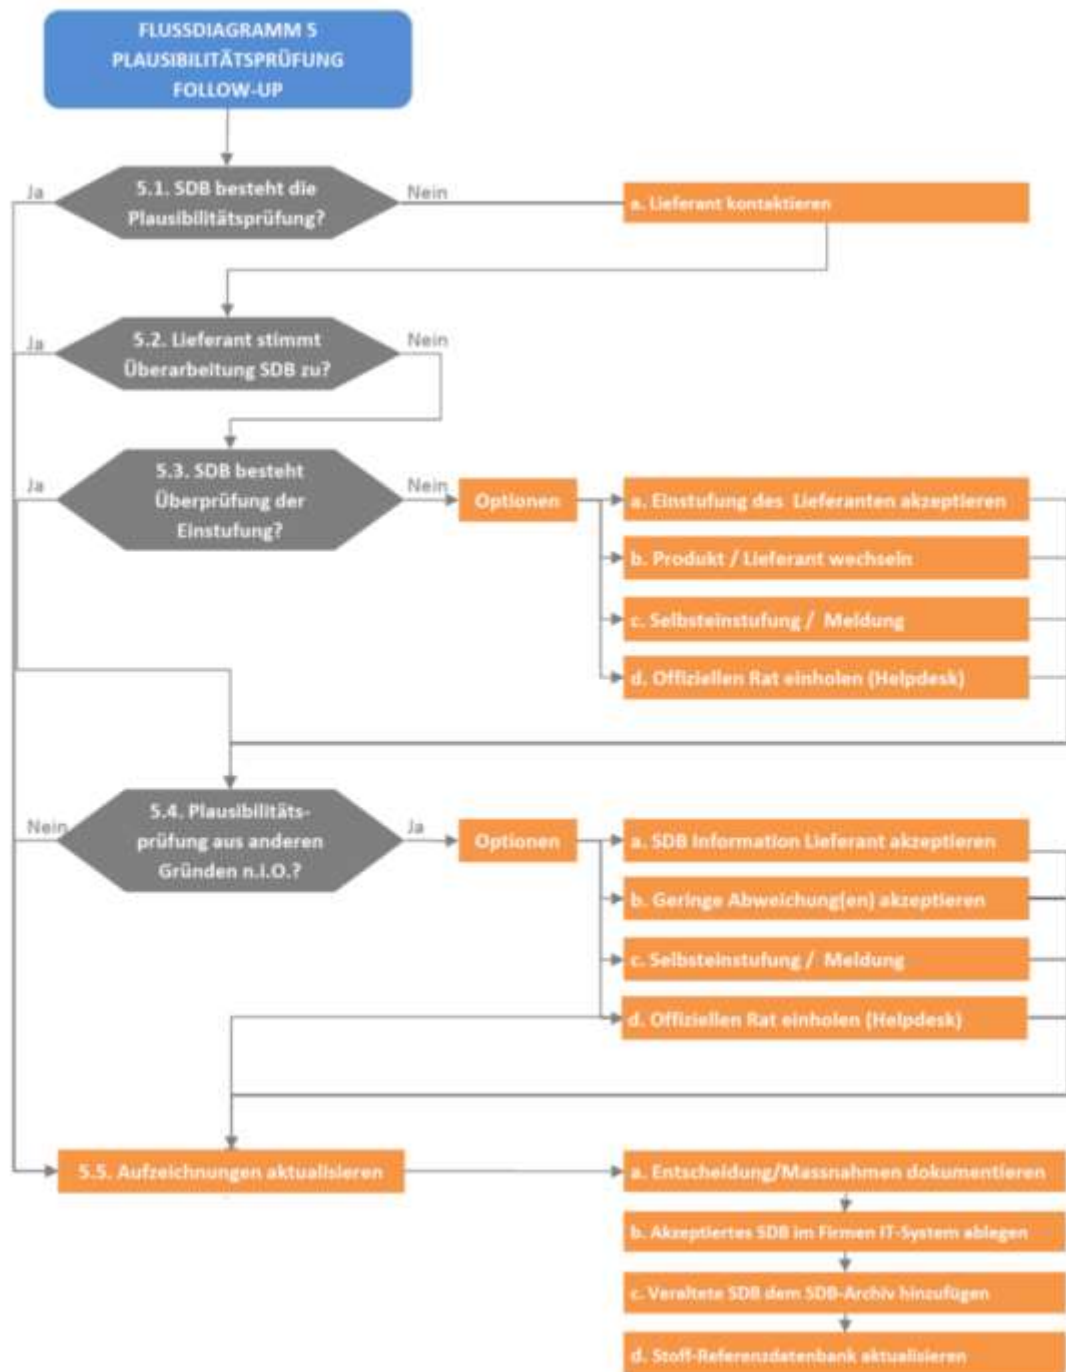 FLUSSDIAGRAMM 5
PLAUSIBILITÄTSPRÜFUNG
FOLLOW-UP
Ja
5.1. SDB besteht die
Plausibilitätsprüfung?
Nein
a. Lieferant kontaktieren
Ja
5.2. Lieferant stimmt
Überarbeitung SDB zu?
Nein
Ja
5.3. SDB besteht
Überprüfung der
Einstufung?
Nein
Optionen
a. Einstufung des Lieferanten akzeptieren
b. Produkt / Lieferant wechseln
c. Selbsteinstufung / Meldung
d. Offiziellen Rat einholen (Helpdesk)
Nein
5.4. Plausibilitäts-
prüfung aus anderen
Gründen n.i.O.?
Ja
Optionen
a. SDB Information Lieferant akzeptieren
b. Geringe Abweichung(en) akzeptieren
c. Selbsteinstufung / Meldung
d. Offiziellen Rat einholen (Helpdesk)
5.5. Aufzeichnungen aktualisieren
a. Entscheidung/Massnahmen dokumentieren
b. Akzeptiertes SDB im Firmen IT-System ablegen
c. Veraltete SDB dem SDB-Archiv hinzufügen
d. Stoff-Referenzdatenbank aktualisieren